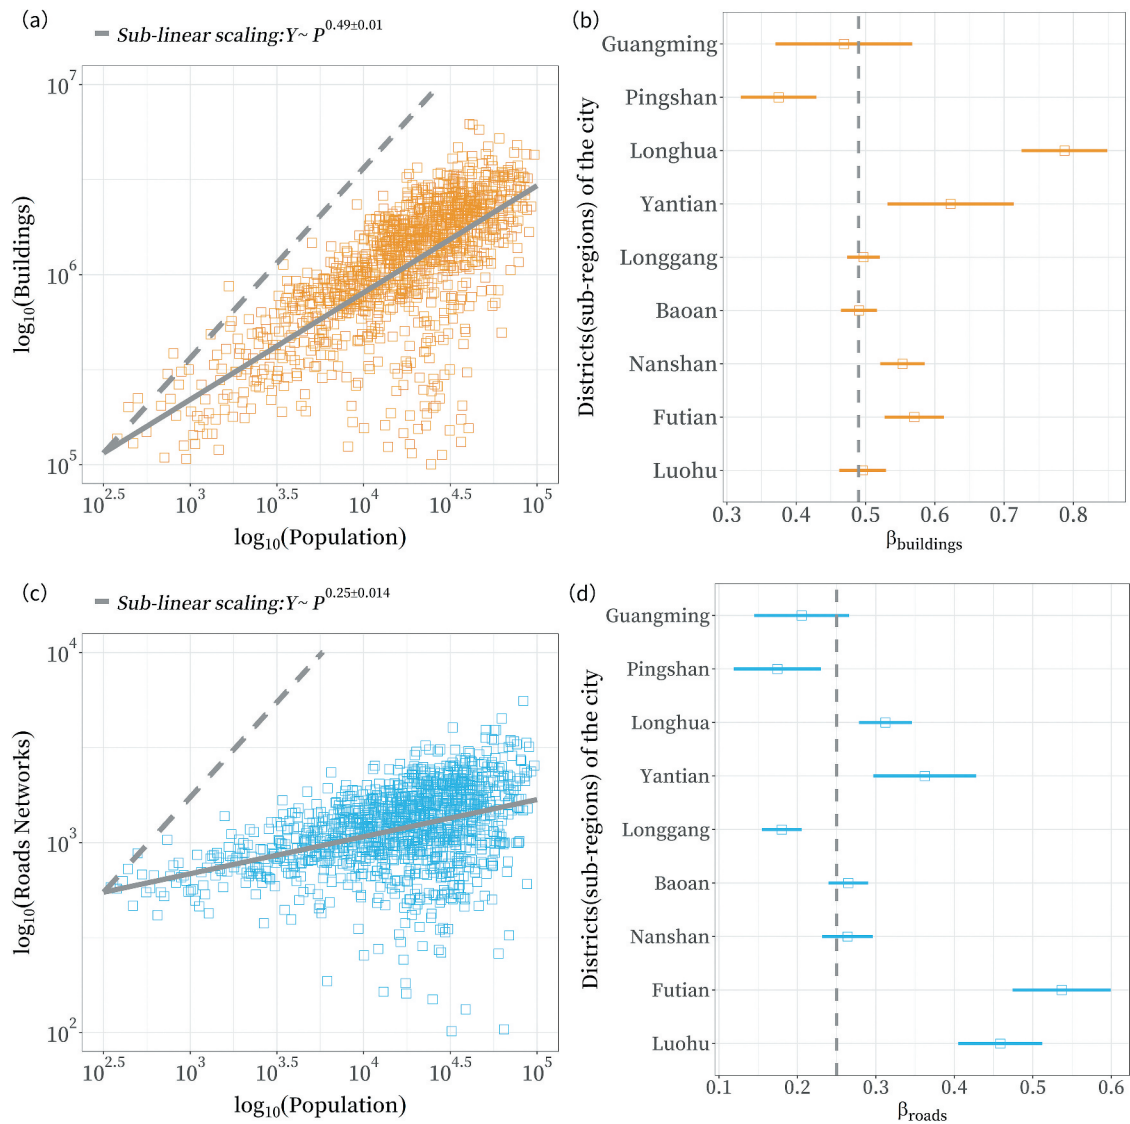 (a)
Sub-linear scaling:Y~ P^0.49±0.01
log₁₀(Buildings)
10^7
10^6
10^5
10^2.5 10^3 10^3.5 10^4 10^4.5 10^5
log₁₀(Population)
(b)
Districts(sub-regions) of the city
Guangming
Pingshan
Longhua
Yantian
Longgang
Baoan
Nanshan
Futian
Luohu
0.3 0.4 0.5 0.6 0.7 0.8
β_buildings
(c)
Sub-linear scaling:Y~ P^0.25±0.014
log₁₀(Roads Networks)
10^4
10^3
10^2
10^2.5 10^3 10^3.5 10^4 10^4.5 10^5
log₁₀(Population)
(d)
Districts(sub-regions) of the city
Guangming
Pingshan
Longhua
Yantian
Longgang
Baoan
Nanshan
Futian
Luohu
0.1 0.2 0.3 0.4 0.5 0.6
β_roads